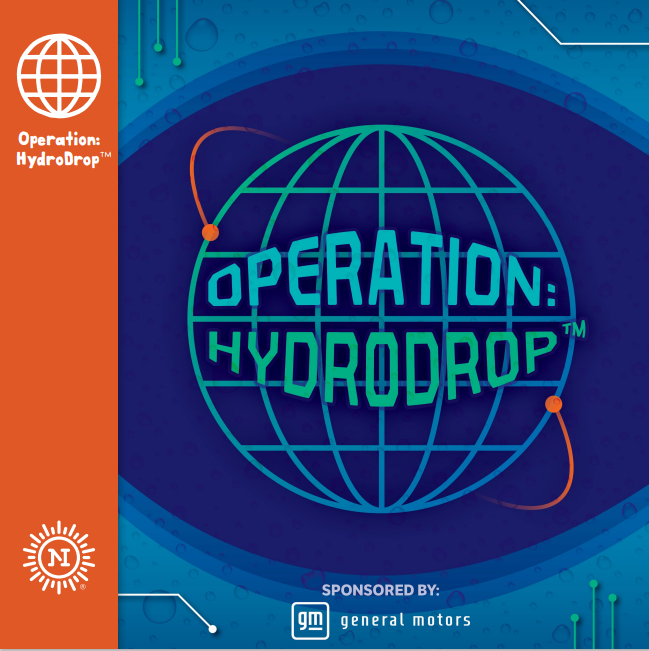 Operation:
HydroDrop™
OPERATION:
HYDRODROP™
N®
SPONSORED BY:
gm general motors